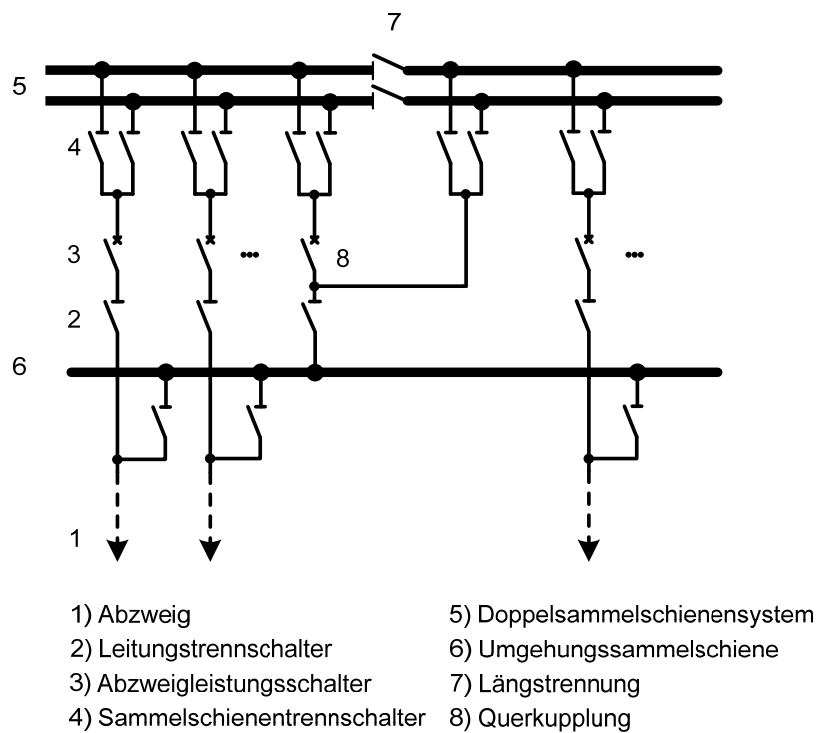 7
5
4
3
8
2
6
1
1) Abzweig
2) Leitungstrennschalter
3) Abzweigleistungsschalter
4) Sammelschienentrennschalter
5) Doppelsammelschienensystem
6) Umgehungssammelschiene
7) Längstrennung
8) Querkupplung